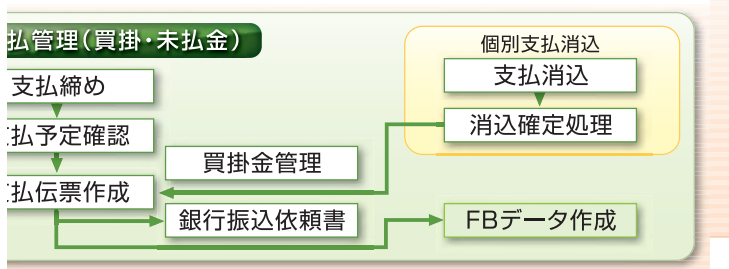 払管理（買掛・未払金）
個別支払消込
支払締め
支払消込
払予定確認
消込確定処理
買掛金管理
払伝票作成
銀行振込依頼書
FBデータ作成